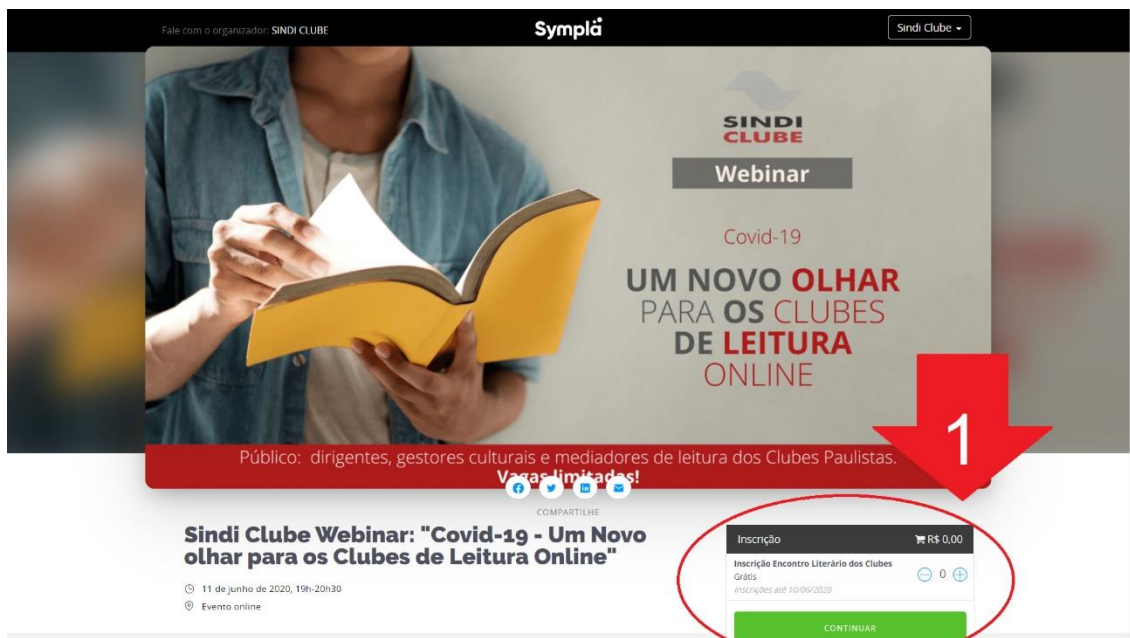 Fale com o organizador: SINDI CLUBE
Sympla
Sindi Clube
SINDI
CLUBE
Webinar
Covid-19
UM NOVO OLHAR
PARA OS CLUBES
DE LEITURA
ONLINE
1
Público: dirigentes, gestores culturais e mediadores de leitura dos Clubes Paulistas.
Vagas limitadas!
COMPARTILHE
Sindi Clube Webinar: "Covid-19 - Um Novo
olhar para os Clubes de Leitura Online"
11 de junho de 2020, 19h-20h30
Evento online
Inscrição R$ 0,00
Inscrição Encontro Literário dos Clubes
Grátis
0
Inscrições até 10/06/2020
CONTINUAR